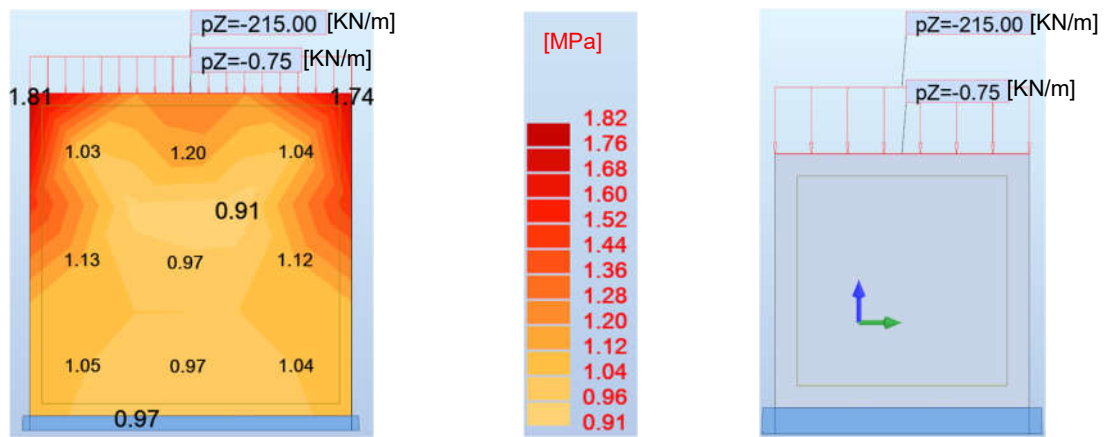 pZ=-215.00 [KN/m]
pZ=-0.75 [KN/m]
1.81 1.74
1.03 1.20 1.04
0.91
1.13 0.97 1.12
1.05 0.97 1.04
0.97
[MPa]
1.82
1.76
1.68
1.60
1.52
1.44
1.36
1.28
1.20
1.12
1.04
0.96
0.91
pZ=-215.00 [KN/m]
pZ=-0.75 [KN/m]